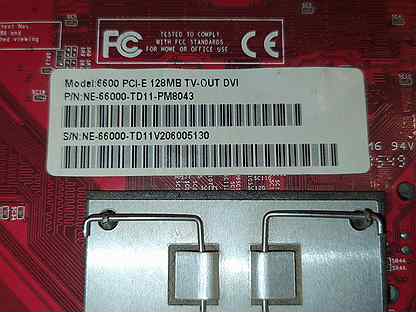 FC
TESTED TO COMPLY
WITH FCC STANDARDS
FOR HOME OR OFFICE USE
CE
Model:6600 PCI-E 128MB TV-OUT DVI
P/N:NE-66000-TD11-PM8043
S/N:NE-66000-TD11V206005130
94V